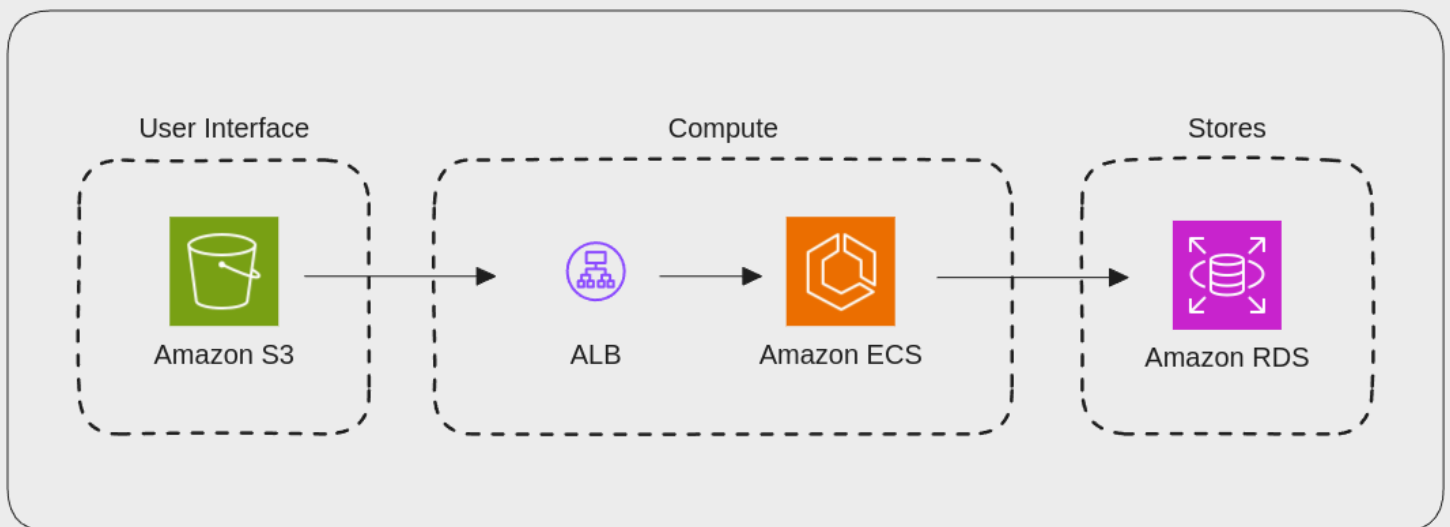 User Interface
Compute
Stores
Amazon S3
ALB
Amazon ECS
Amazon RDS